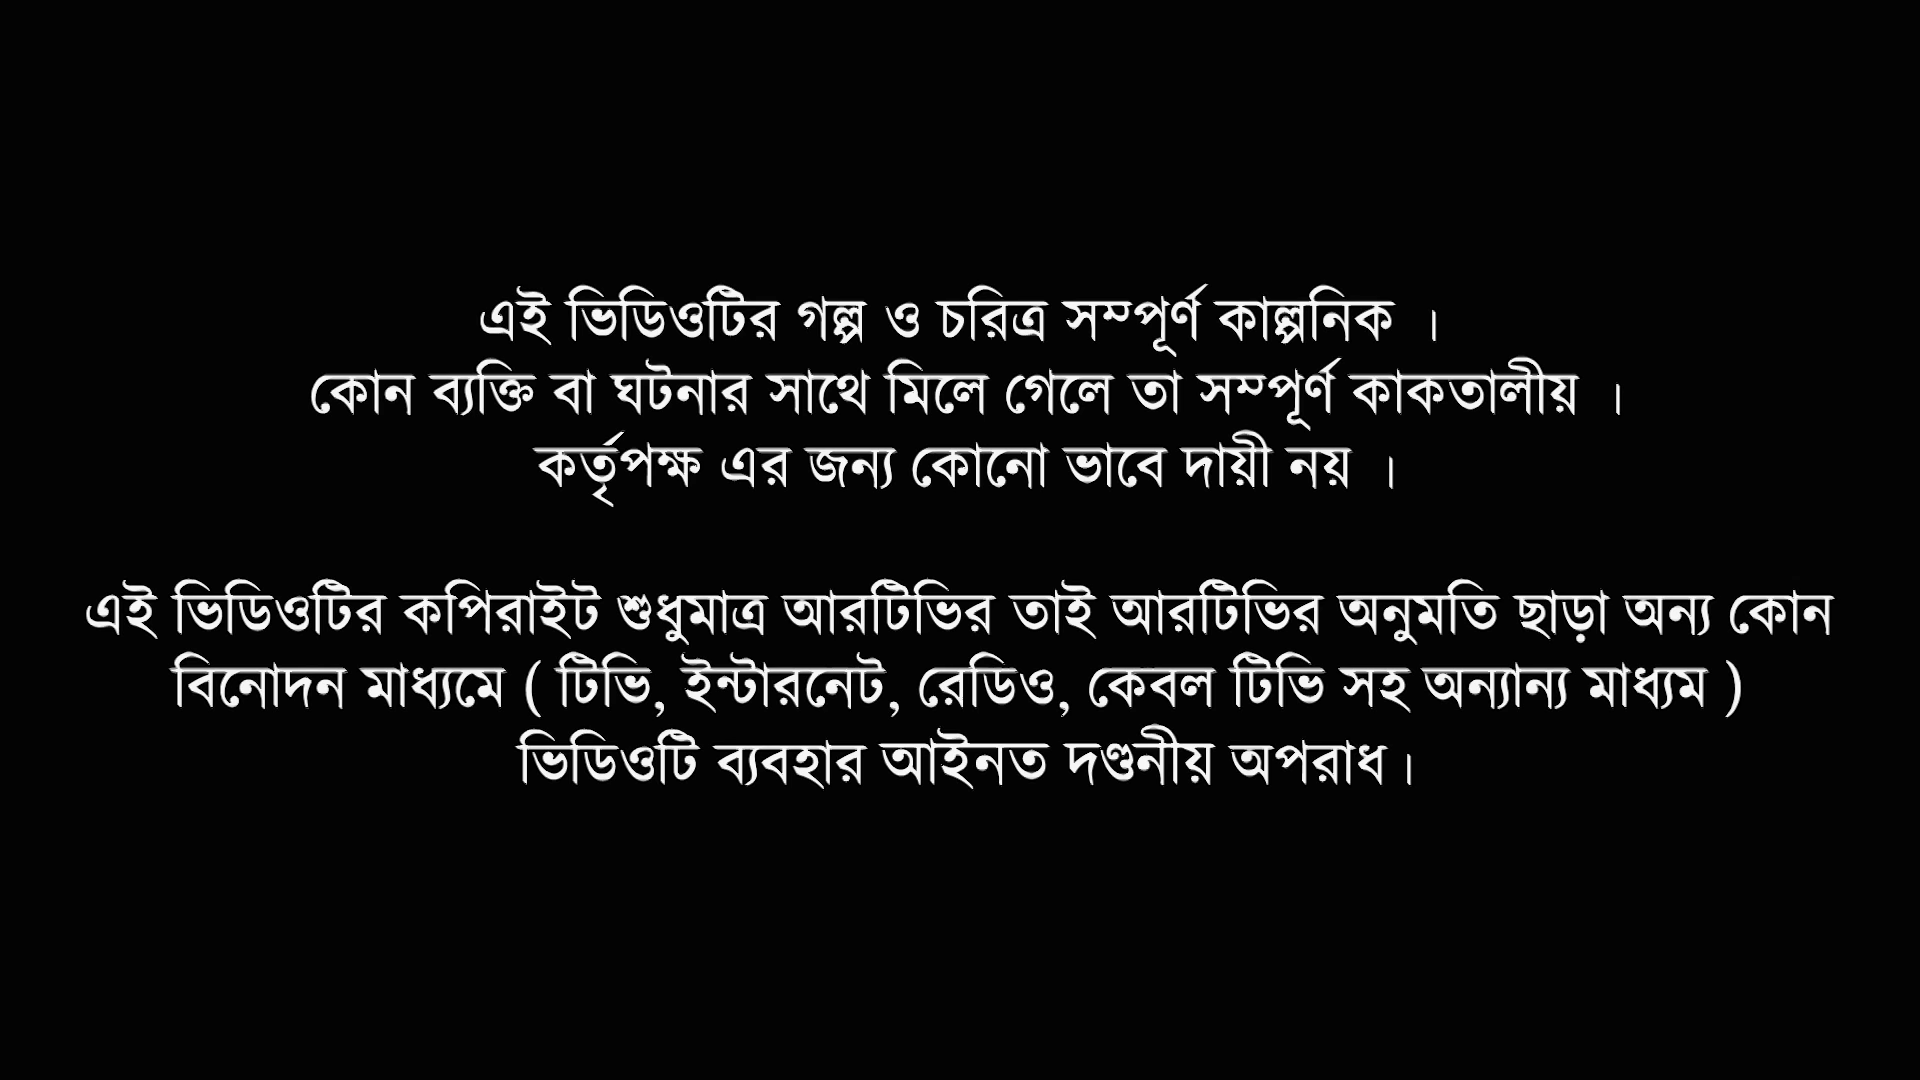 এই ভিডিওটির গল্প ও চরিত্র সম্পূর্ণ কাল্পনিক ।
কোন ব্যক্তি বা ঘটনার সাথে মিলে গেলে তা সম্পূর্ণ কাকতালীয় ।
কর্তৃপক্ষ এর জন্য কোনো ভাবে দায়ী নয় ।
এই ভিডিওটির কপিরাইট শুধুমাত্র আরটিভির তাই আরটিভির অনুমতি ছাড়া অন্য কোন
বিনোদন মাধ্যমে ( টিভি, ইন্টারনেট, রেডিও, কেবল টিভি সহ অন্যান্য মাধ্যম )
ভিডিওটি ব্যবহার আইনত দণ্ডনীয় অপরাধ।